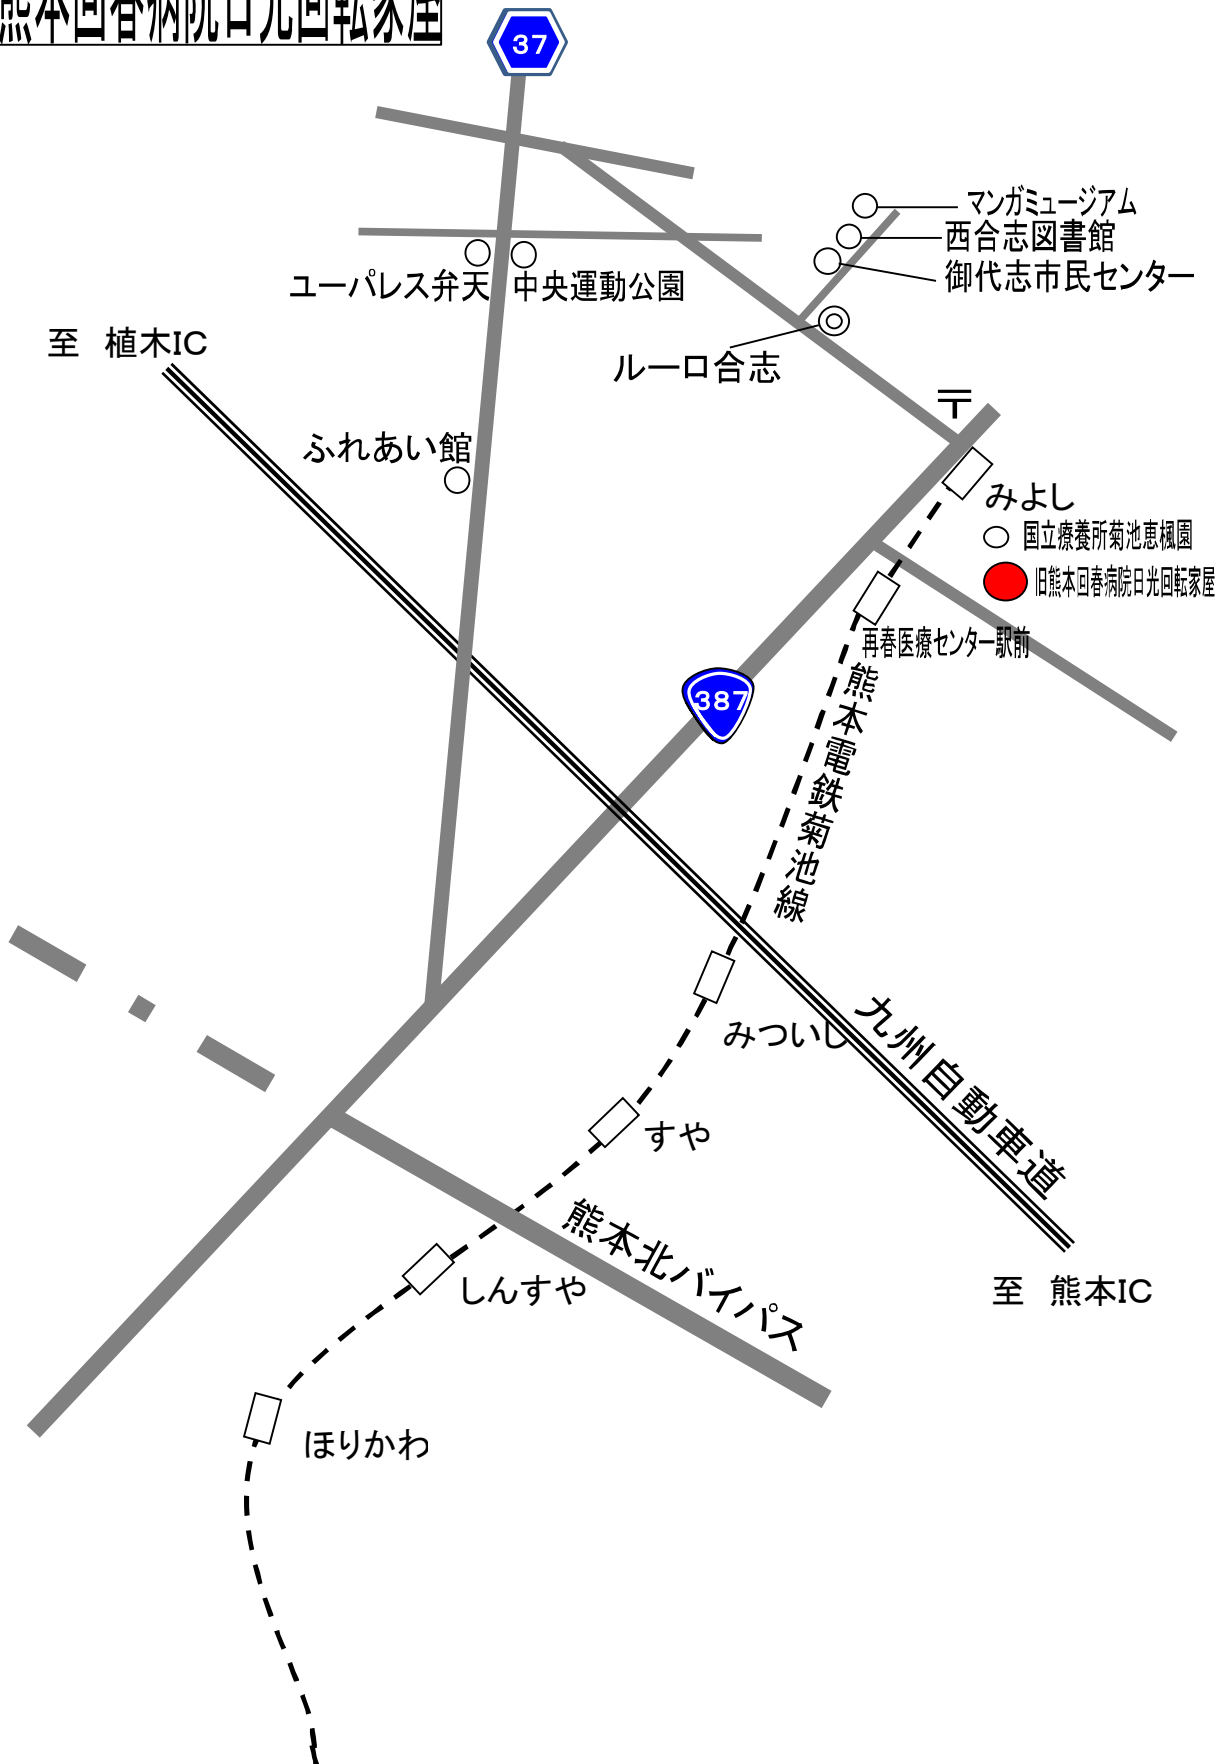 熊本回春病院日光回転家屋
37
マンガミュージアム
西合志図書館
御代志市民センター
ユーパレス弁天
中央運動公園
至 植木IC
ルーロ合志
〒
ふれあい館
みよし
国立療養所菊池恵楓園
旧熊本回春病院日光回転家屋
再春医療センター駅前
387
熊本電鉄菊池線
みついし
九州自動車道
すや
熊本北バイパス
しんすや
至 熊本IC
ほりかわ